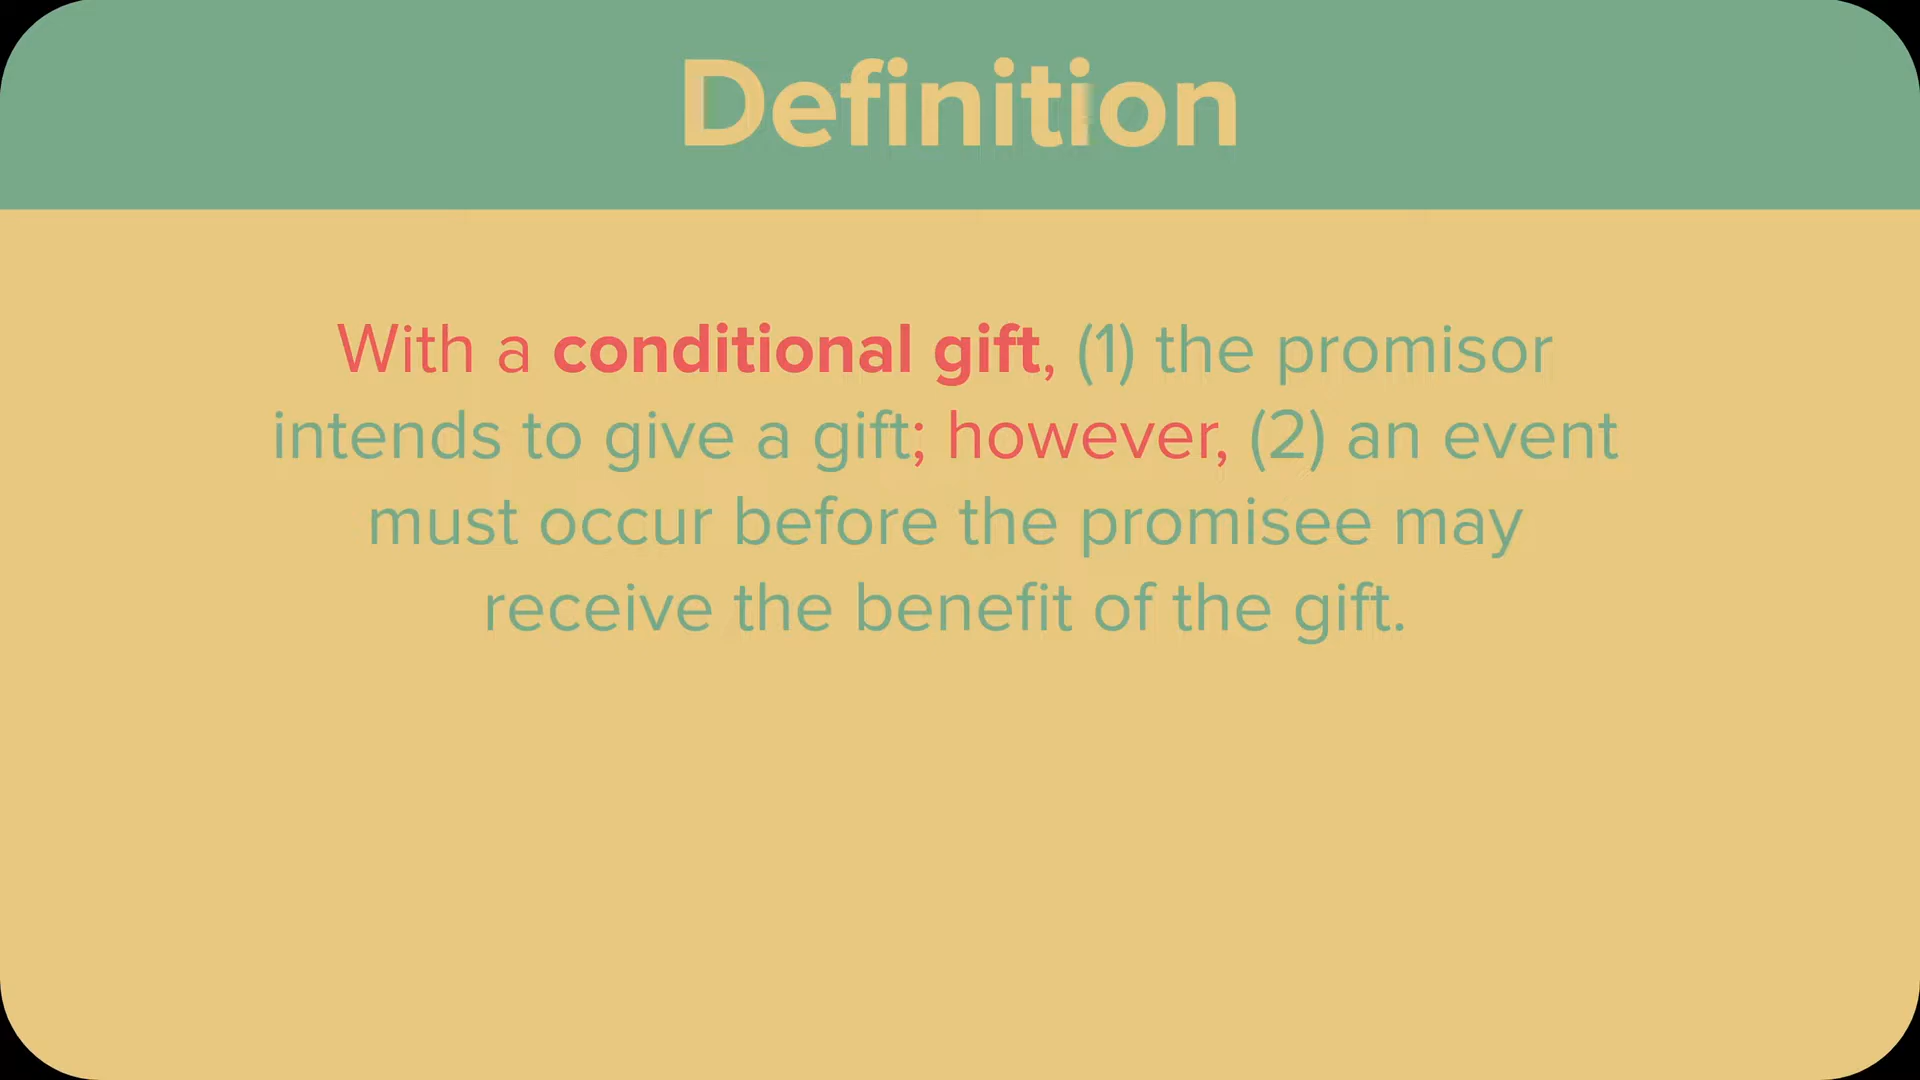 Definition
With a conditional gift, (1) the promisor
intends to give a gift; however, (2) an event
must occur before the promisee may
receive the benefit of the gift.